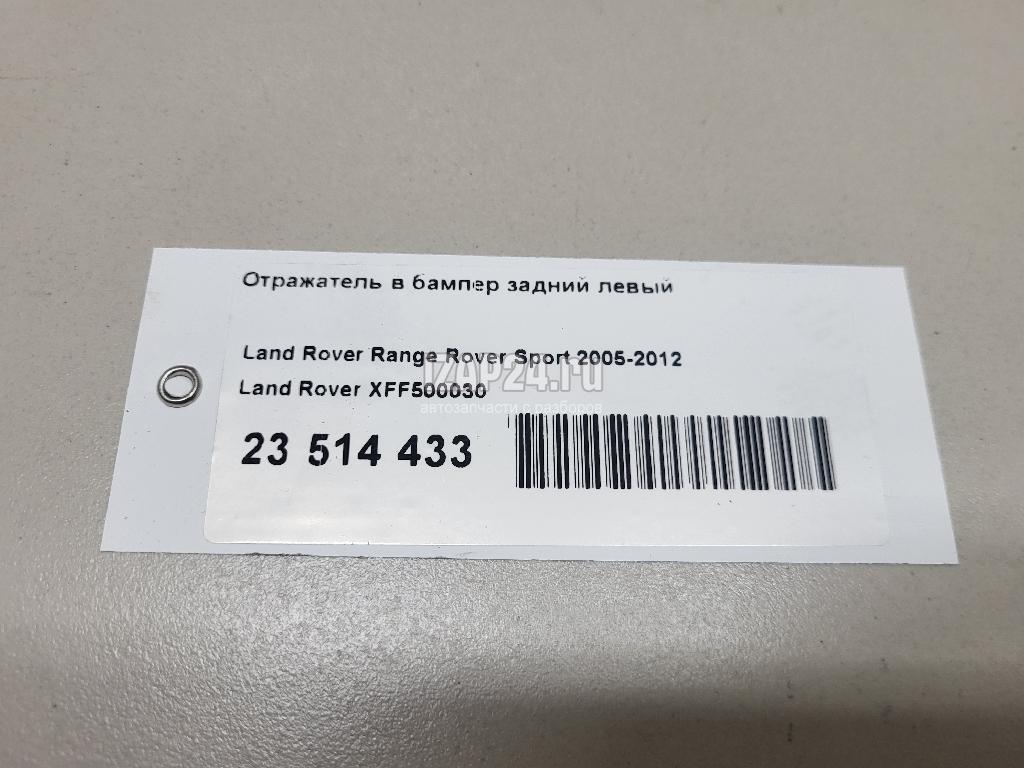 Отражатель в бампер задний левый
Land Rover Range Rover Sport 2005-2012
IZAP24.ru
Land Rover XFF500030
автозапчасти с разборов
23 514 433